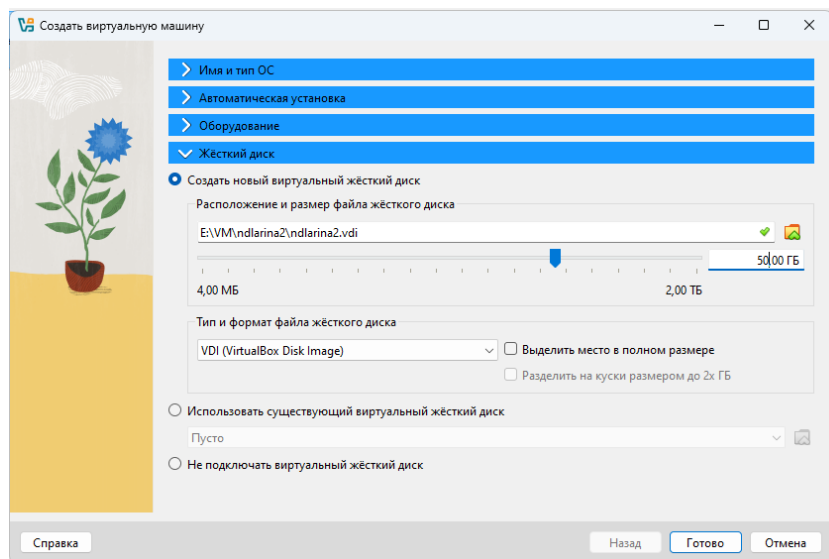 Создать виртуальную машину
Имя и тип ОС
Автоматическая установка
Оборудование
Жёсткий диск
Создать новый виртуальный жёсткий диск
Расположение и размер файла жёсткого диска
E:\VM\ndlarina2\ndlarina2.vdi
50,00 ГБ
4,00 МБ 2,00 ТБ
Тип и формат файла жёсткого диска
VDI (VirtualBox Disk Image) Выделить место в полном размере
Разделить на куски размером до 2х ГБ
Использовать существующий виртуальный жёсткий диск
Пусто
Не подключать виртуальный жёсткий диск
Справка Назад Готово Отмена